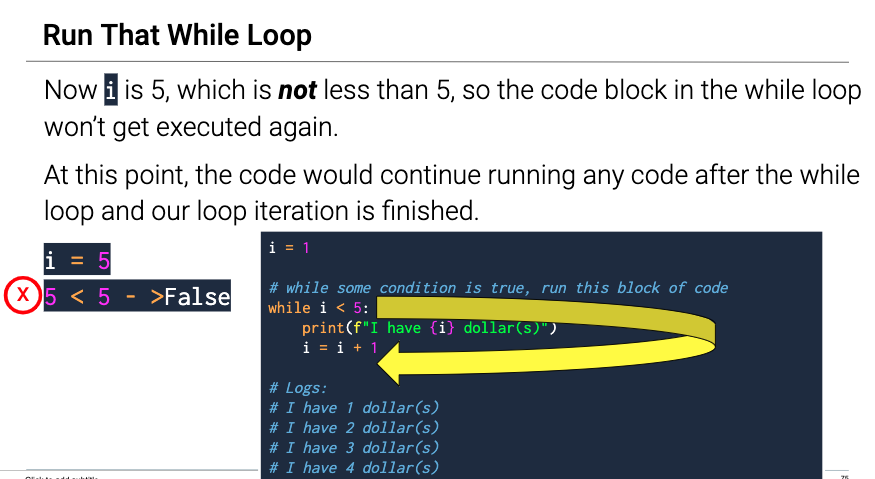 Run That While Loop
Now i is 5, which is not less than 5, so the code block in the while loop
won’t get executed again.
At this point, the code would continue running any code after the while
loop and our loop iteration is finished.
i = 5
X 5 < 5 - >False
i = 1
# while some condition is true, run this block of code
while i < 5:
    print(f"I have {i} dollar(s)")
    i = i + 1
# Logs:
# I have 1 dollar(s)
# I have 2 dollar(s)
# I have 3 dollar(s)
# I have 4 dollar(s)